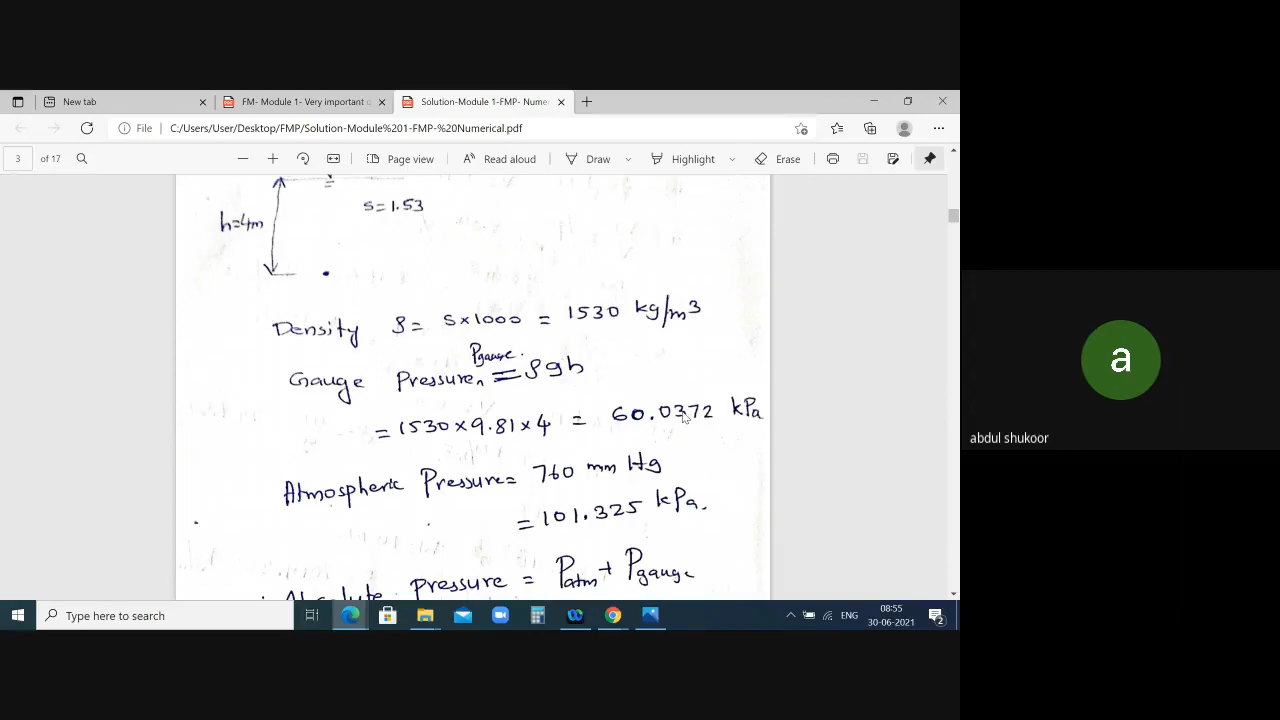 New tab
FM- Module 1- Very important q
Solution-Module 1-FMP- Nume
File
C:/Users/User/Desktop/FMP/Solution-Module%201-FMP-%20Numerical.pdf
3 of 17
Page view
Read aloud
Draw
Highlight
Erase
s=1.53
h=4m
Density ρ= S×1000 = 1530 kg/m3
Pgauge.
Gauge Pressure, = ρgh
= 1530×9.81×4 = 60.0372 kPa
Atmospheric Pressure= 760 mm Hg
= 101.325 kPa.
∴ Absolute pressure = Patm + Pgauge
a
abdul shukoor
Type here to search
ENG
08:55
30-06-2021
2